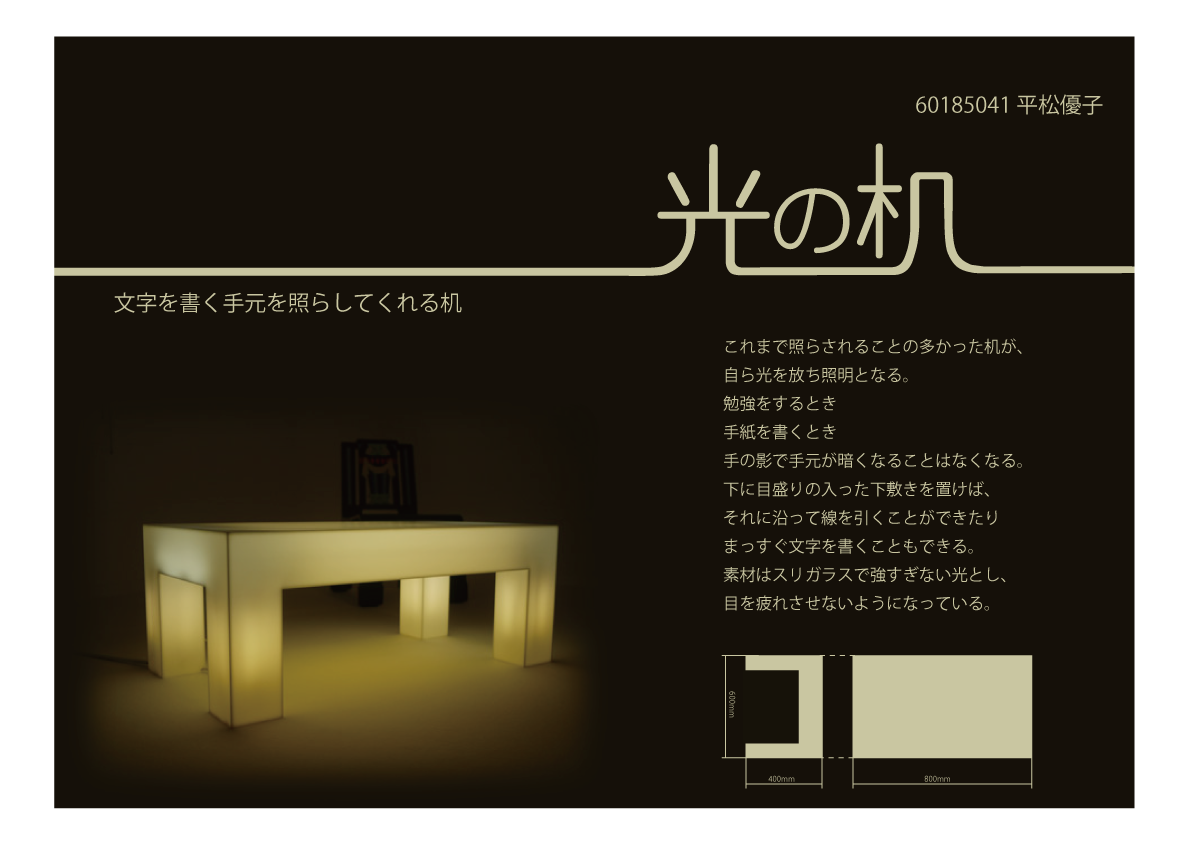 60185041 平松優子
光の机
文字を書く手元を照らしてくれる机
これまで照らされることの多かった机が、
自ら光を放ち照明となる。
勉強をするとき
手紙を書くとき
手の影で手元が暗くなることはなくなる。
下に目盛りの入った下敷きを置けば、
それに沿って線を引くことができたり
まっすぐ文字を書くこともできる。
素材はスリガラスで強すぎない光とし、
目を疲れさせないようになっている。
600mm
400mm
800mm